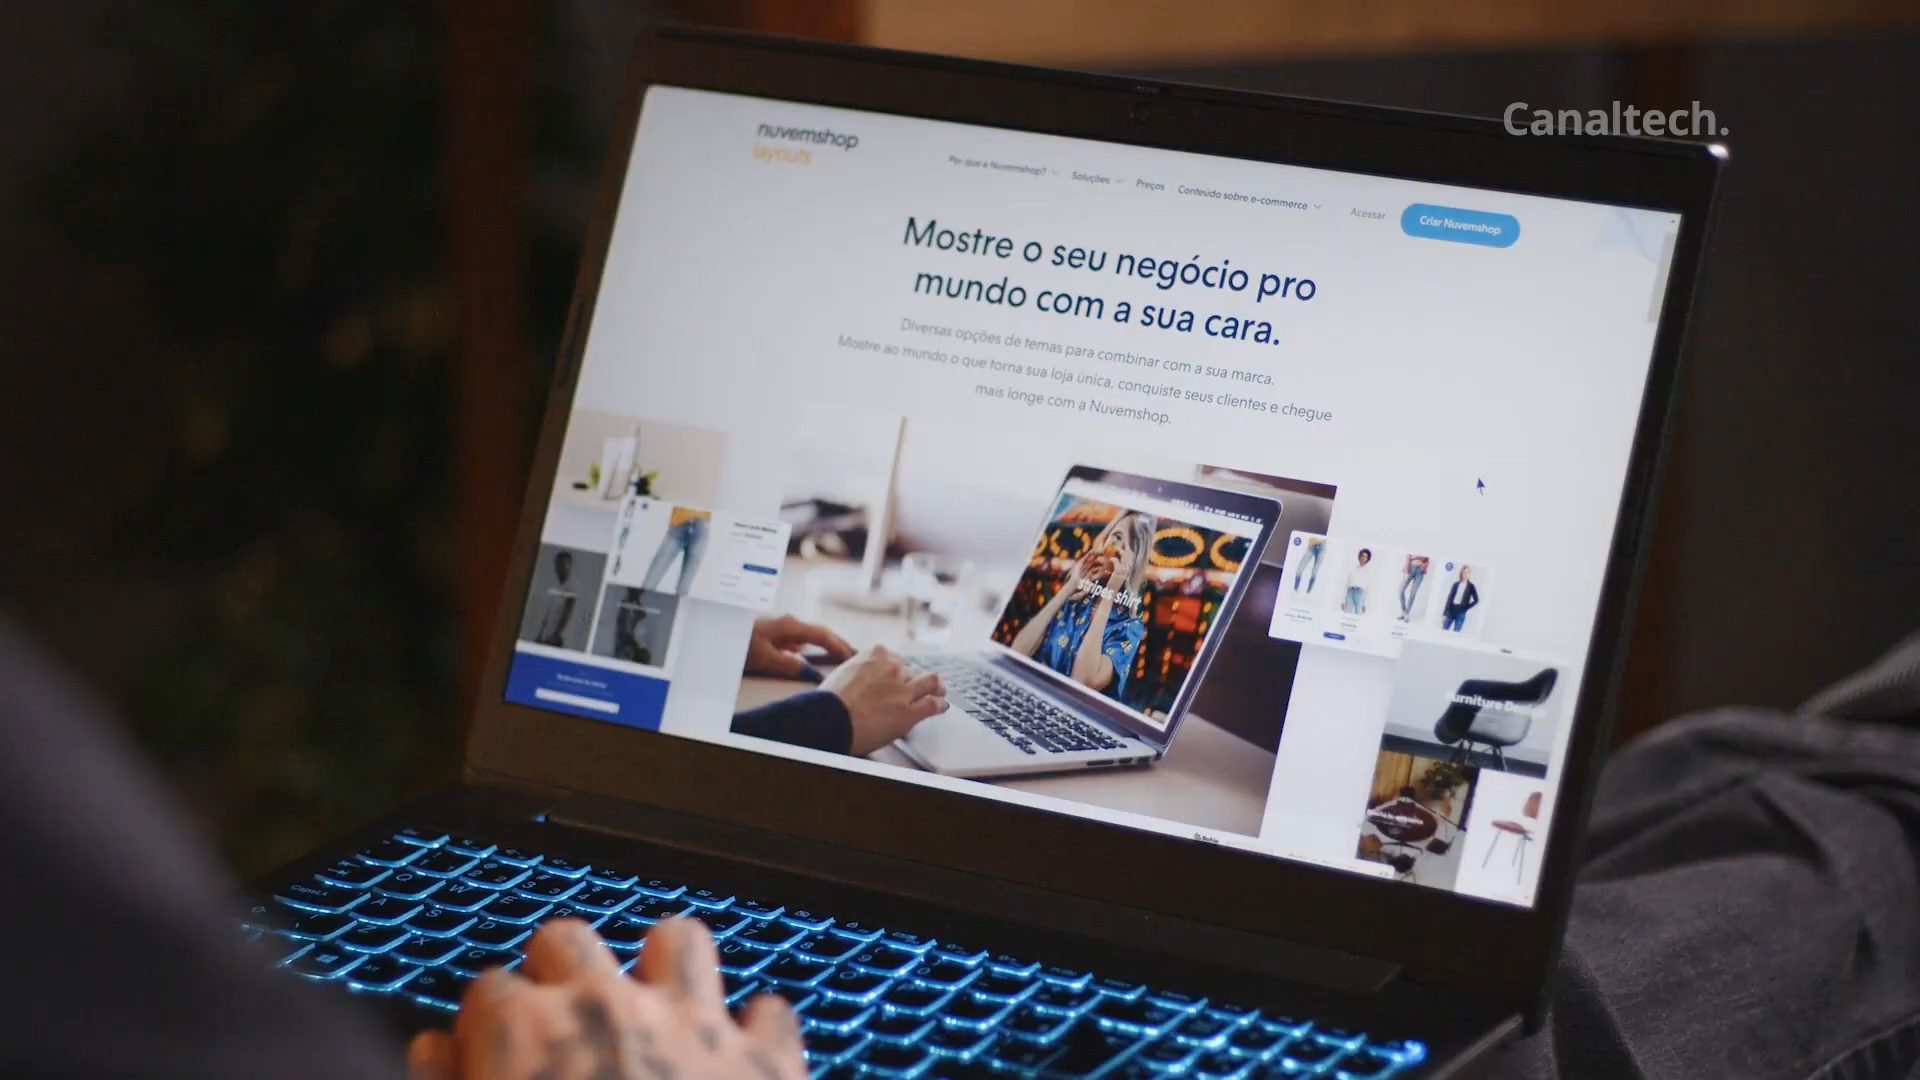 Canaltech.
nuvemshop
layouts
Por que a Nuvemshop? Soluções Preços Conteúdo sobre e-commerce Acessar Criar Nuvemshop
Mostre o seu negócio pro
mundo com a sua cara.
Diversas opções de temas para combinar com a sua marca.
Mostre ao mundo o que torna sua loja única, conquiste seus clientes e chegue
mais longe com a Nuvemshop.
stripes shirt